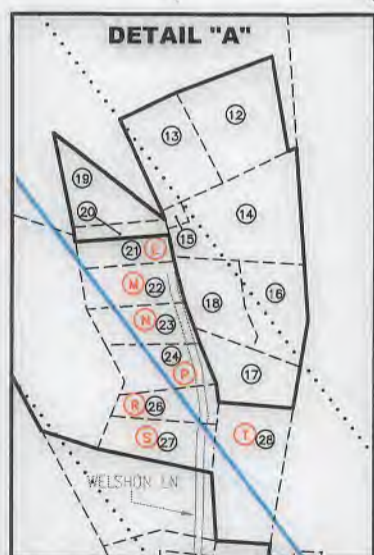 DETAIL "A"
12
13
19
14
20
15
21 L
M 22
18 16
N 23
24
P
17
R 26
S 27 T 28
WELSHON LN